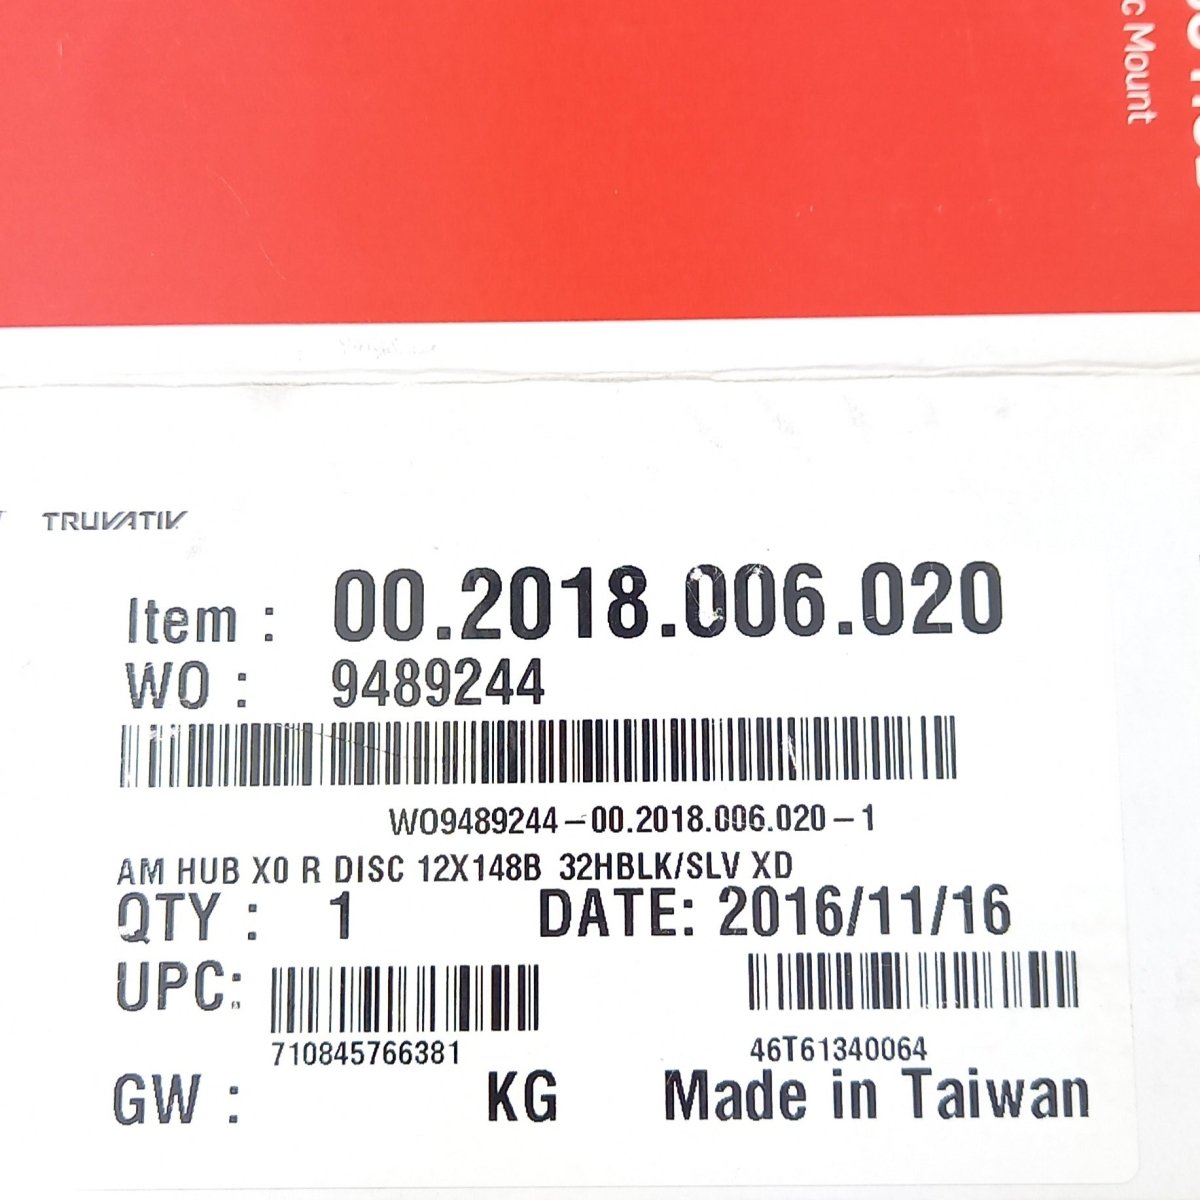 Mount
TRUVATIV
Item : 00.2018.006.020
WO : 9489244
WO9489244-00.2018.006.020-1
AM HUB X0 R DISC 12X148B 32HBLK/SLV XD
QTY : 1 DATE: 2016/11/16
UPC:
710845766381 46T61340064
GW : KG Made in Taiwan